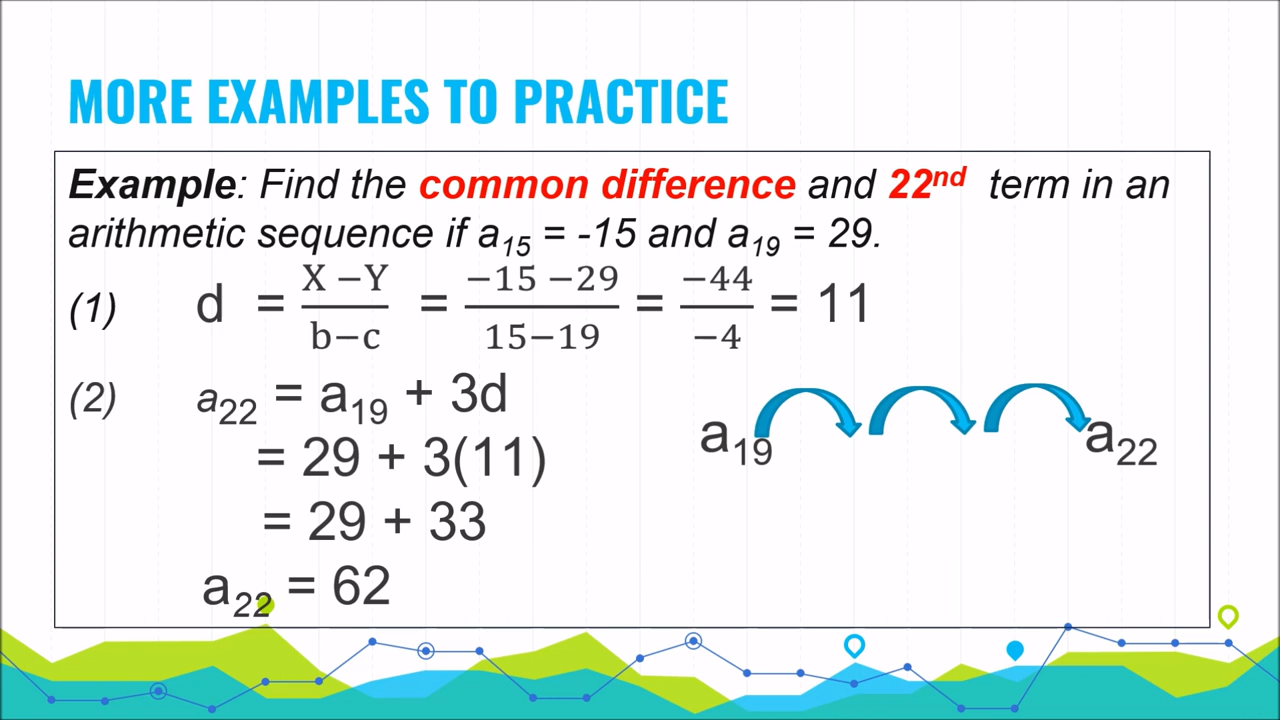 MORE EXAMPLES TO PRACTICE
Example: Find the common difference and 22nd term in an
arithmetic sequence if a15 = -15 and a19 = 29.
(1) d = X −Y / b−c = −15 −29 / 15−19 = −44 / −4 = 11
(2) a22 = a19 + 3d
= 29 + 3(11)
a19 a22
= 29 + 33
a22 = 62